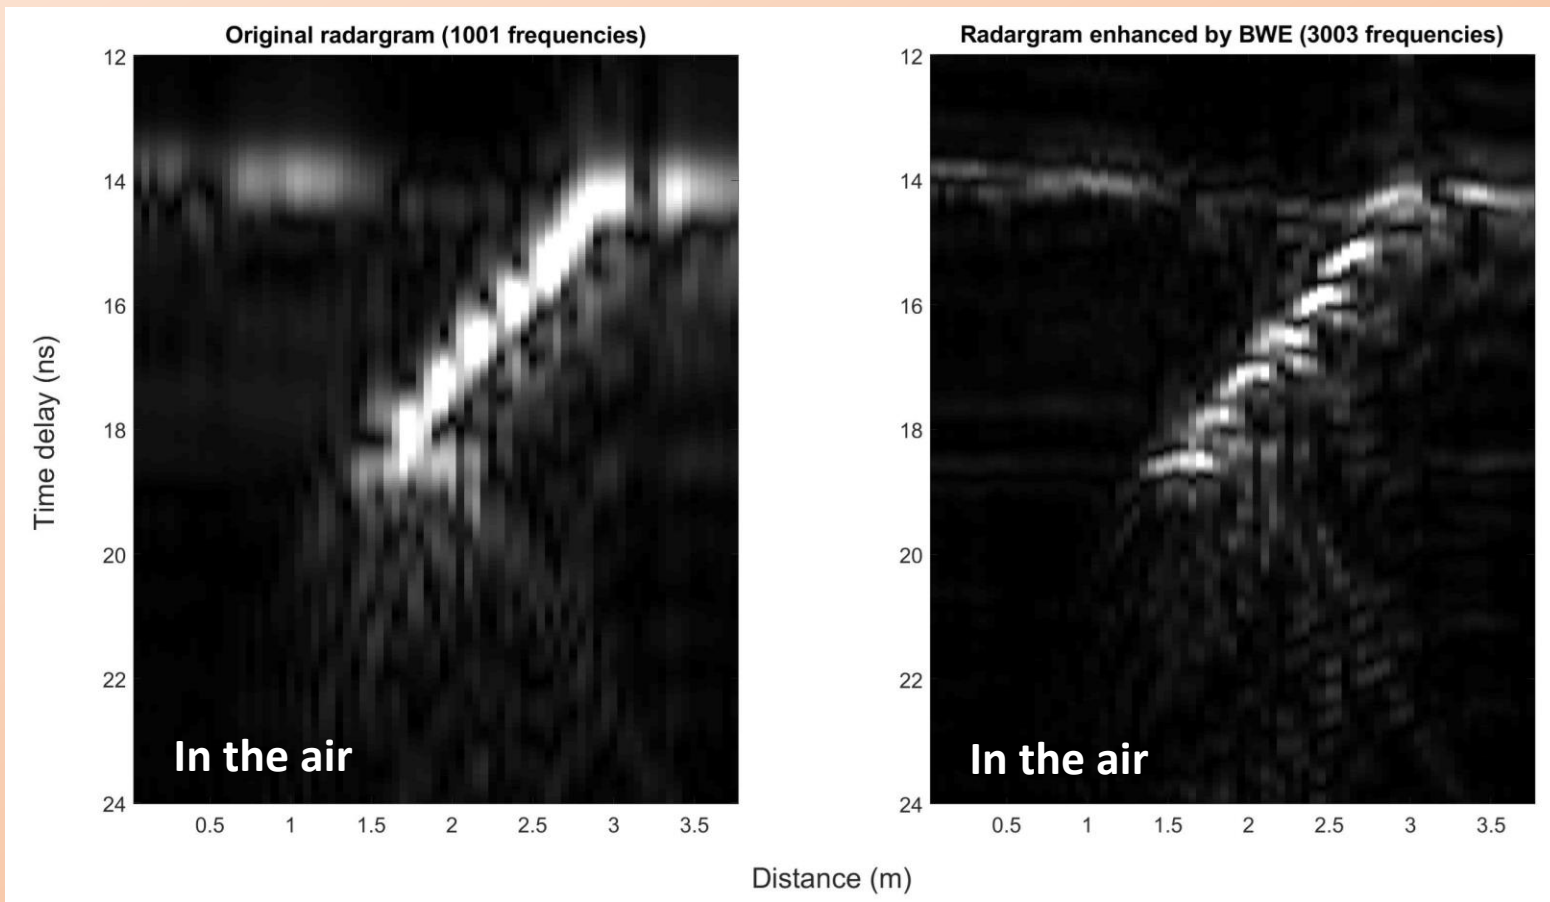 Original radargram (1001 frequencies)
Radargram enhanced by BWE (3003 frequencies)
12
14
16
18
20
22
24
Time delay (ns)
In the air
0.5 1 1.5 2 2.5 3 3.5
12
14
16
18
20
22
24
In the air
0.5 1 1.5 2 2.5 3 3.5
Distance (m)